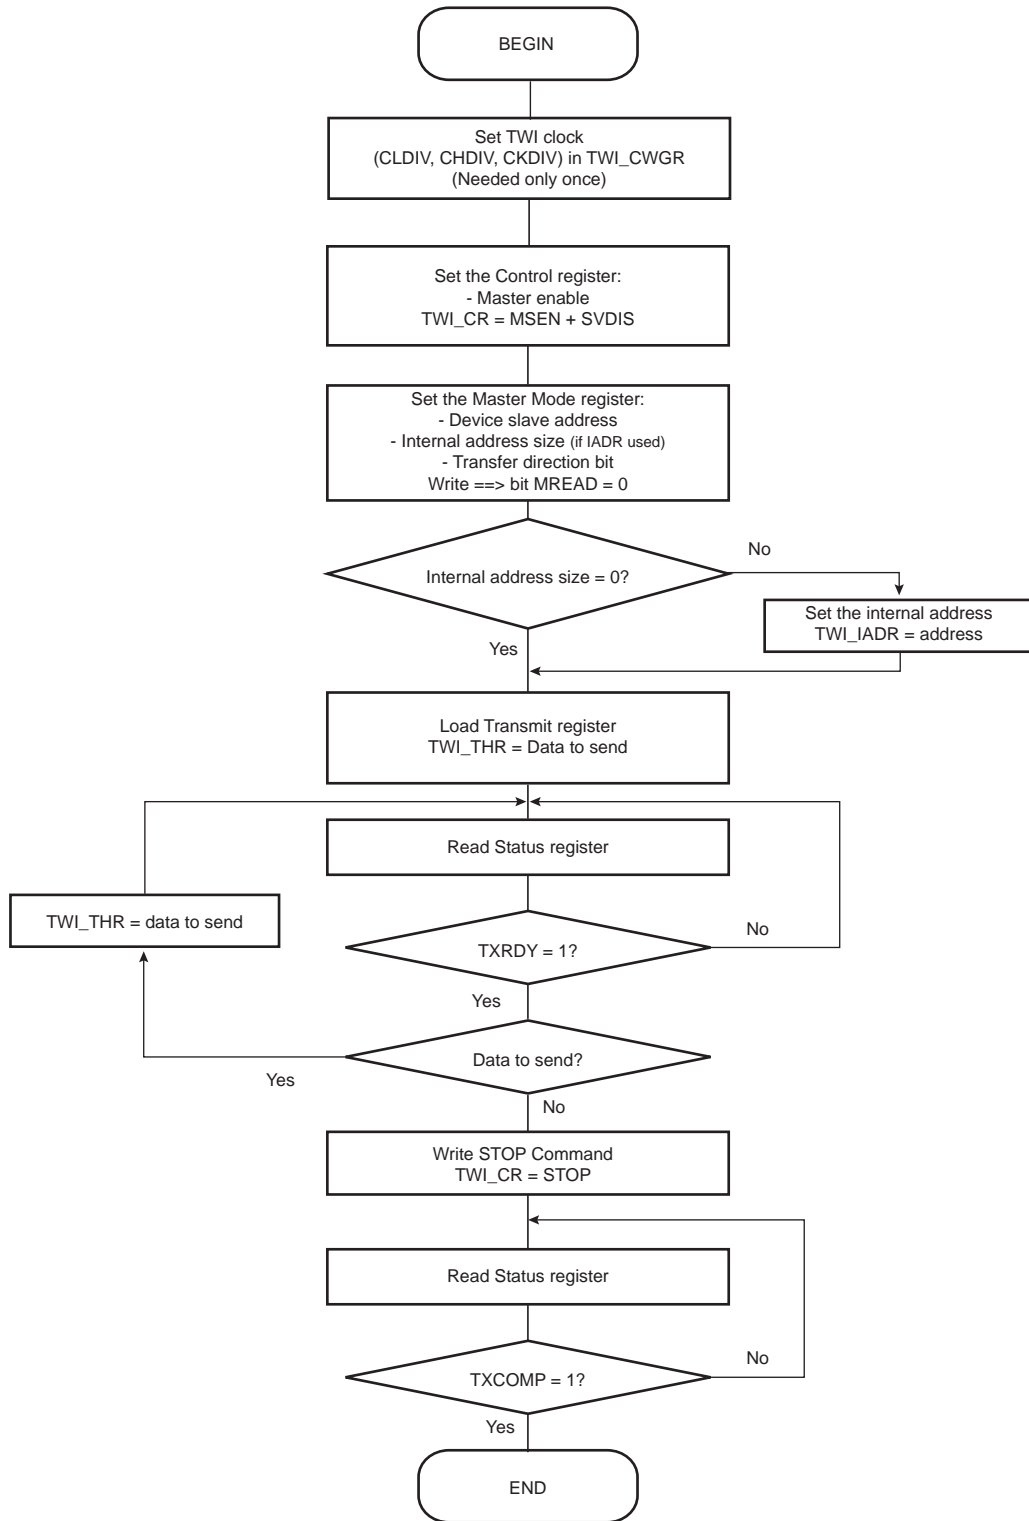 BEGIN
Set TWI clock
(CLDIV, CHDIV, CKDIV) in TWI_CWGR
(Needed only once)
Set the Control register:
- Master enable
TWI_CR = MSEN + SVDIS
Set the Master Mode register:
- Device slave address
- Internal address size (if IADR used)
- Transfer direction bit
Write ==> bit MREAD = 0
No
Internal address size = 0?
Set the internal address
TWI_IADR = address
Yes
Load Transmit register
TWI_THR = Data to send
Read Status register
TWI_THR = data to send
No
TXRDY = 1?
Yes
Data to send?
Yes
No
Write STOP Command
TWI_CR = STOP
Read Status register
No
TXCOMP = 1?
Yes
END